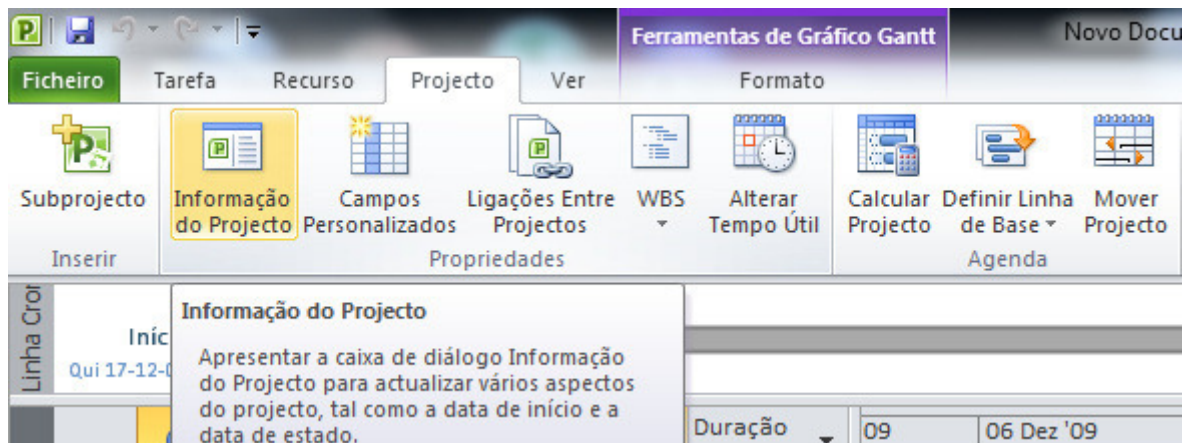 Ferramentas de Gráfico Gantt
Novo Docu
Ficheiro Tarefa Recurso Projecto Ver Formato
Subprojecto
Informação do Projecto
Campos Personalizados
Ligações Entre Projectos
WBS
Alterar Tempo Útil
Calcular Projecto
Definir Linha de Base
Mover Projecto
Inserir
Propriedades
Agenda
Linha Cron
Iníc
Qui 17-12-0
Informação do Projecto
Apresentar a caixa de diálogo Informação
do Projecto para actualizar vários aspectos
do projecto, tal como a data de início e a
data de estado.
Duração
09
06 Dez '09